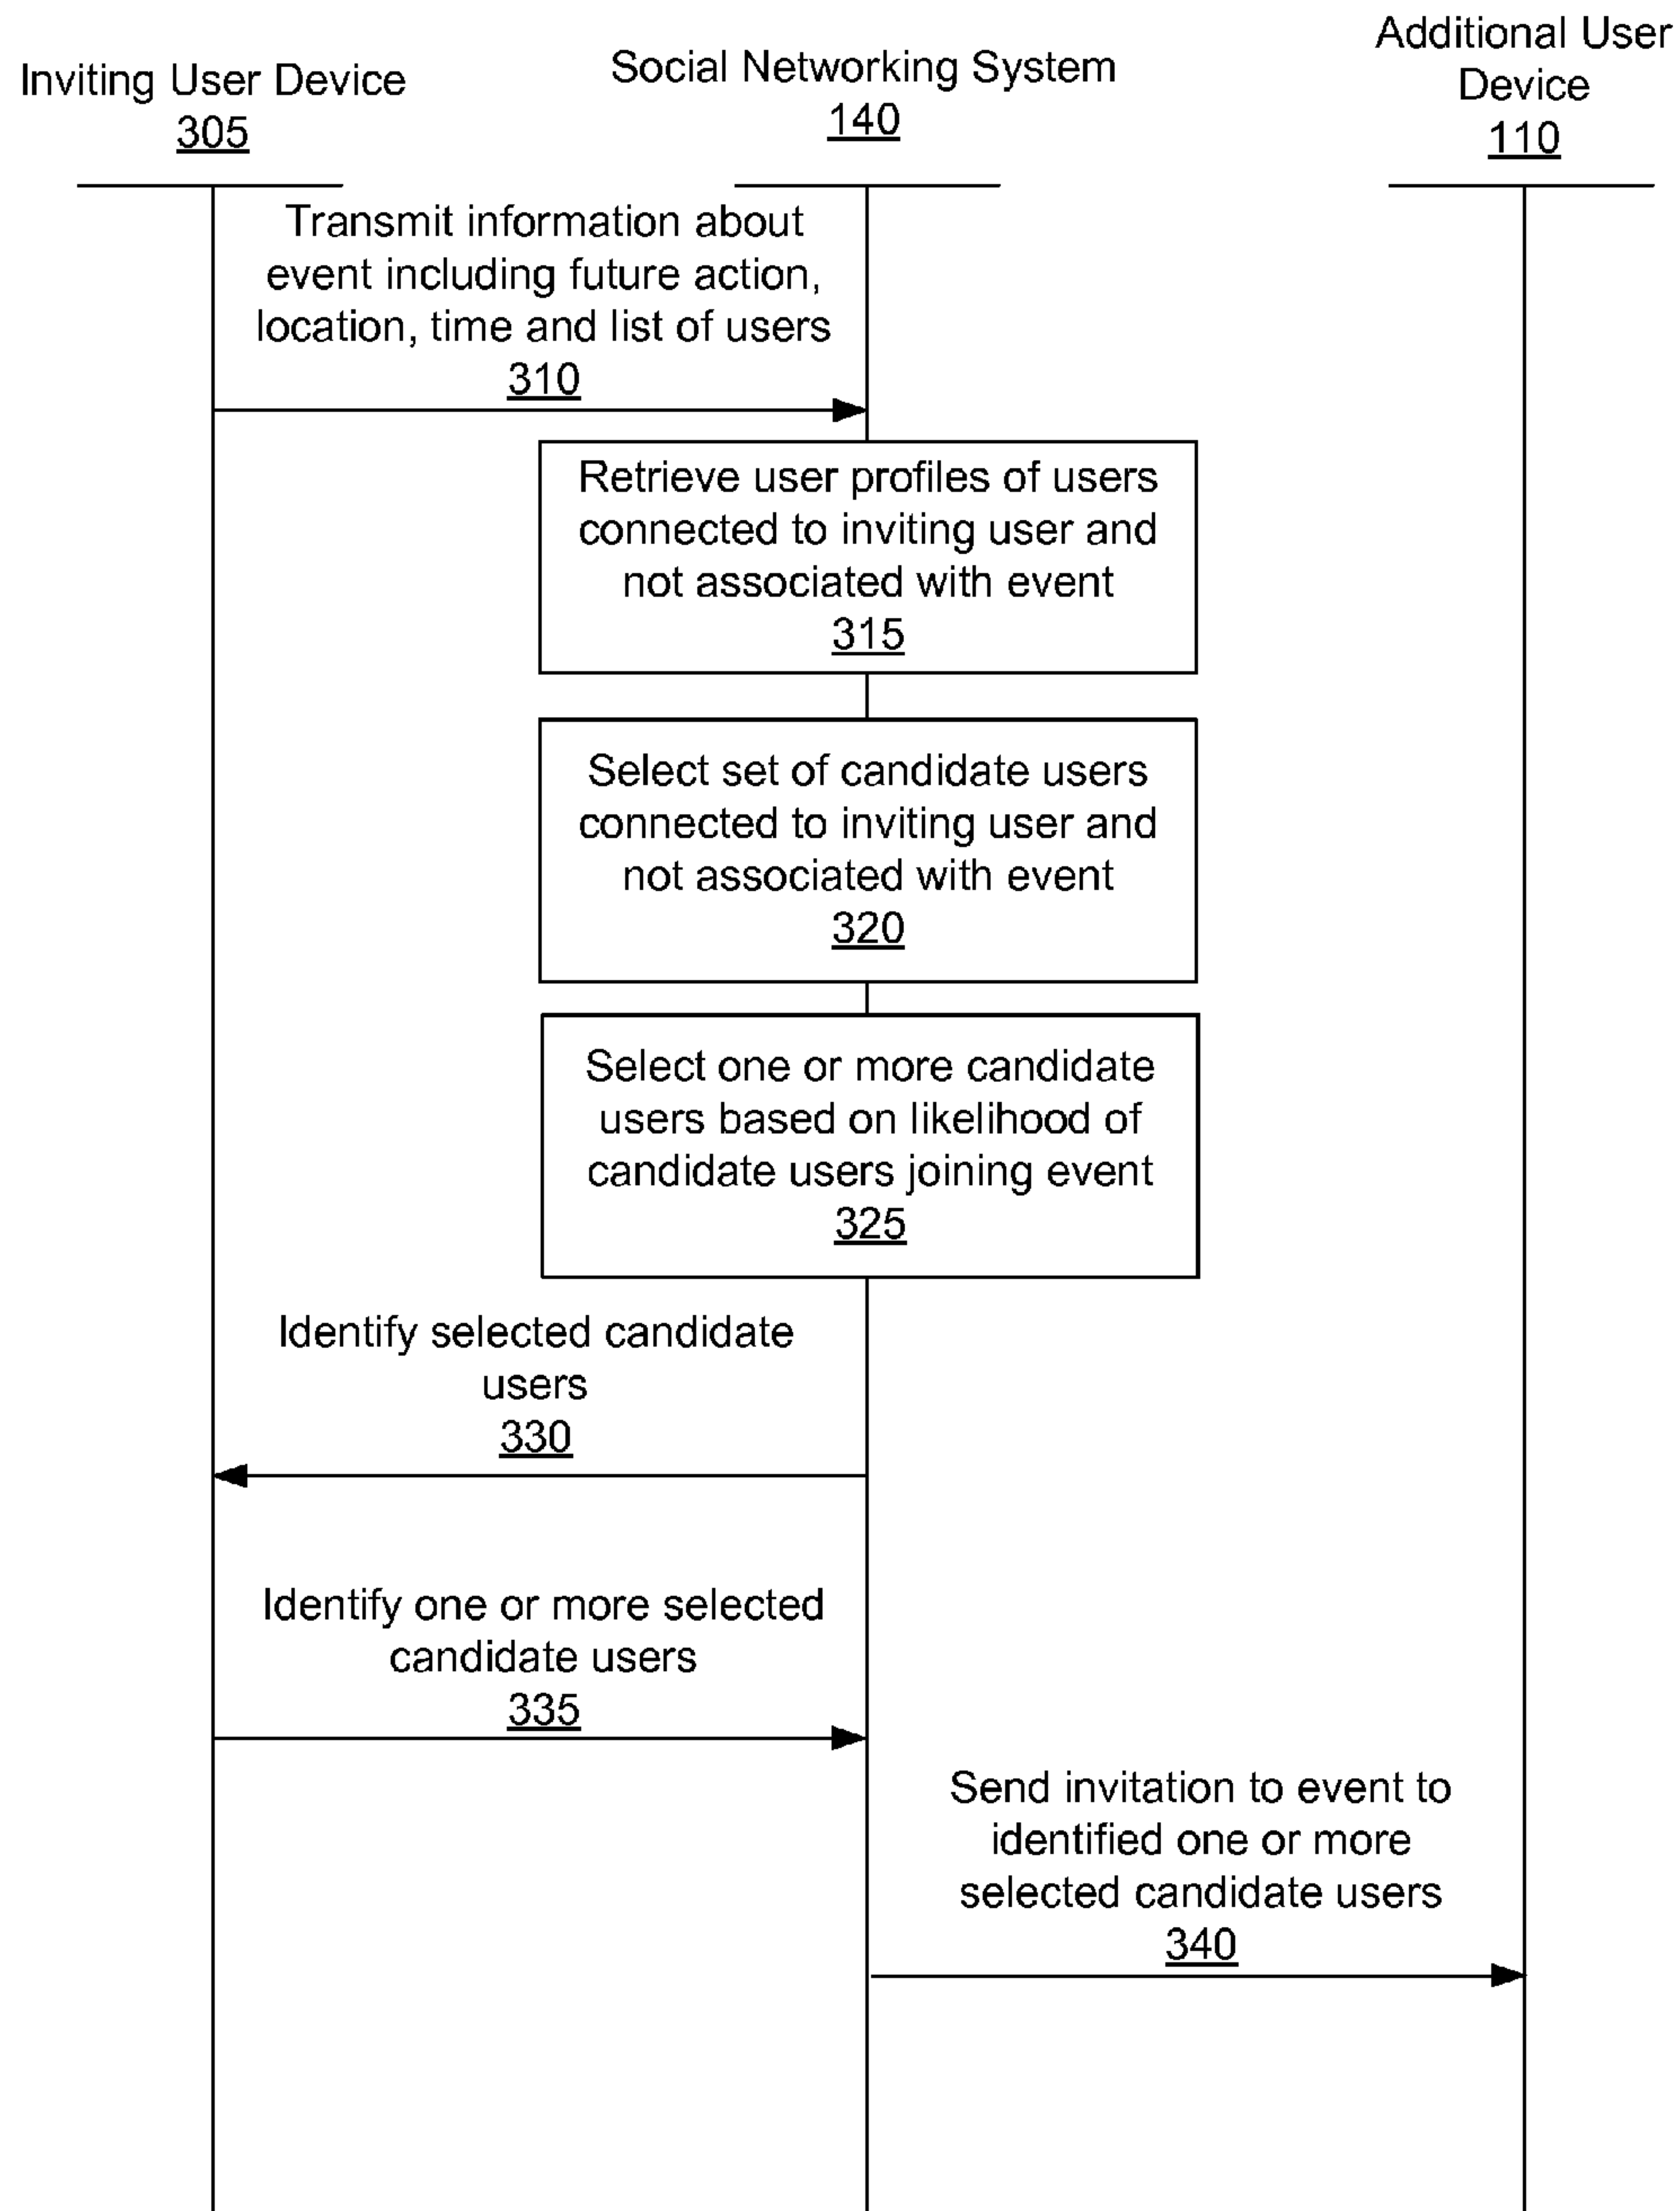 Inviting User Device
305
Social Networking System
140
Additional User
Device
110
Transmit information about
event including future action,
location, time and list of users
310
Retrieve user profiles of users
connected to inviting user and
not associated with event
315
Select set of candidate users
connected to inviting user and
not associated with event
320
Select one or more candidate
users based on likelihood of
candidate users joining event
325
Identify selected candidate
users
330
Identify one or more selected
candidate users
335
Send invitation to event to
identified one or more
selected candidate users
340